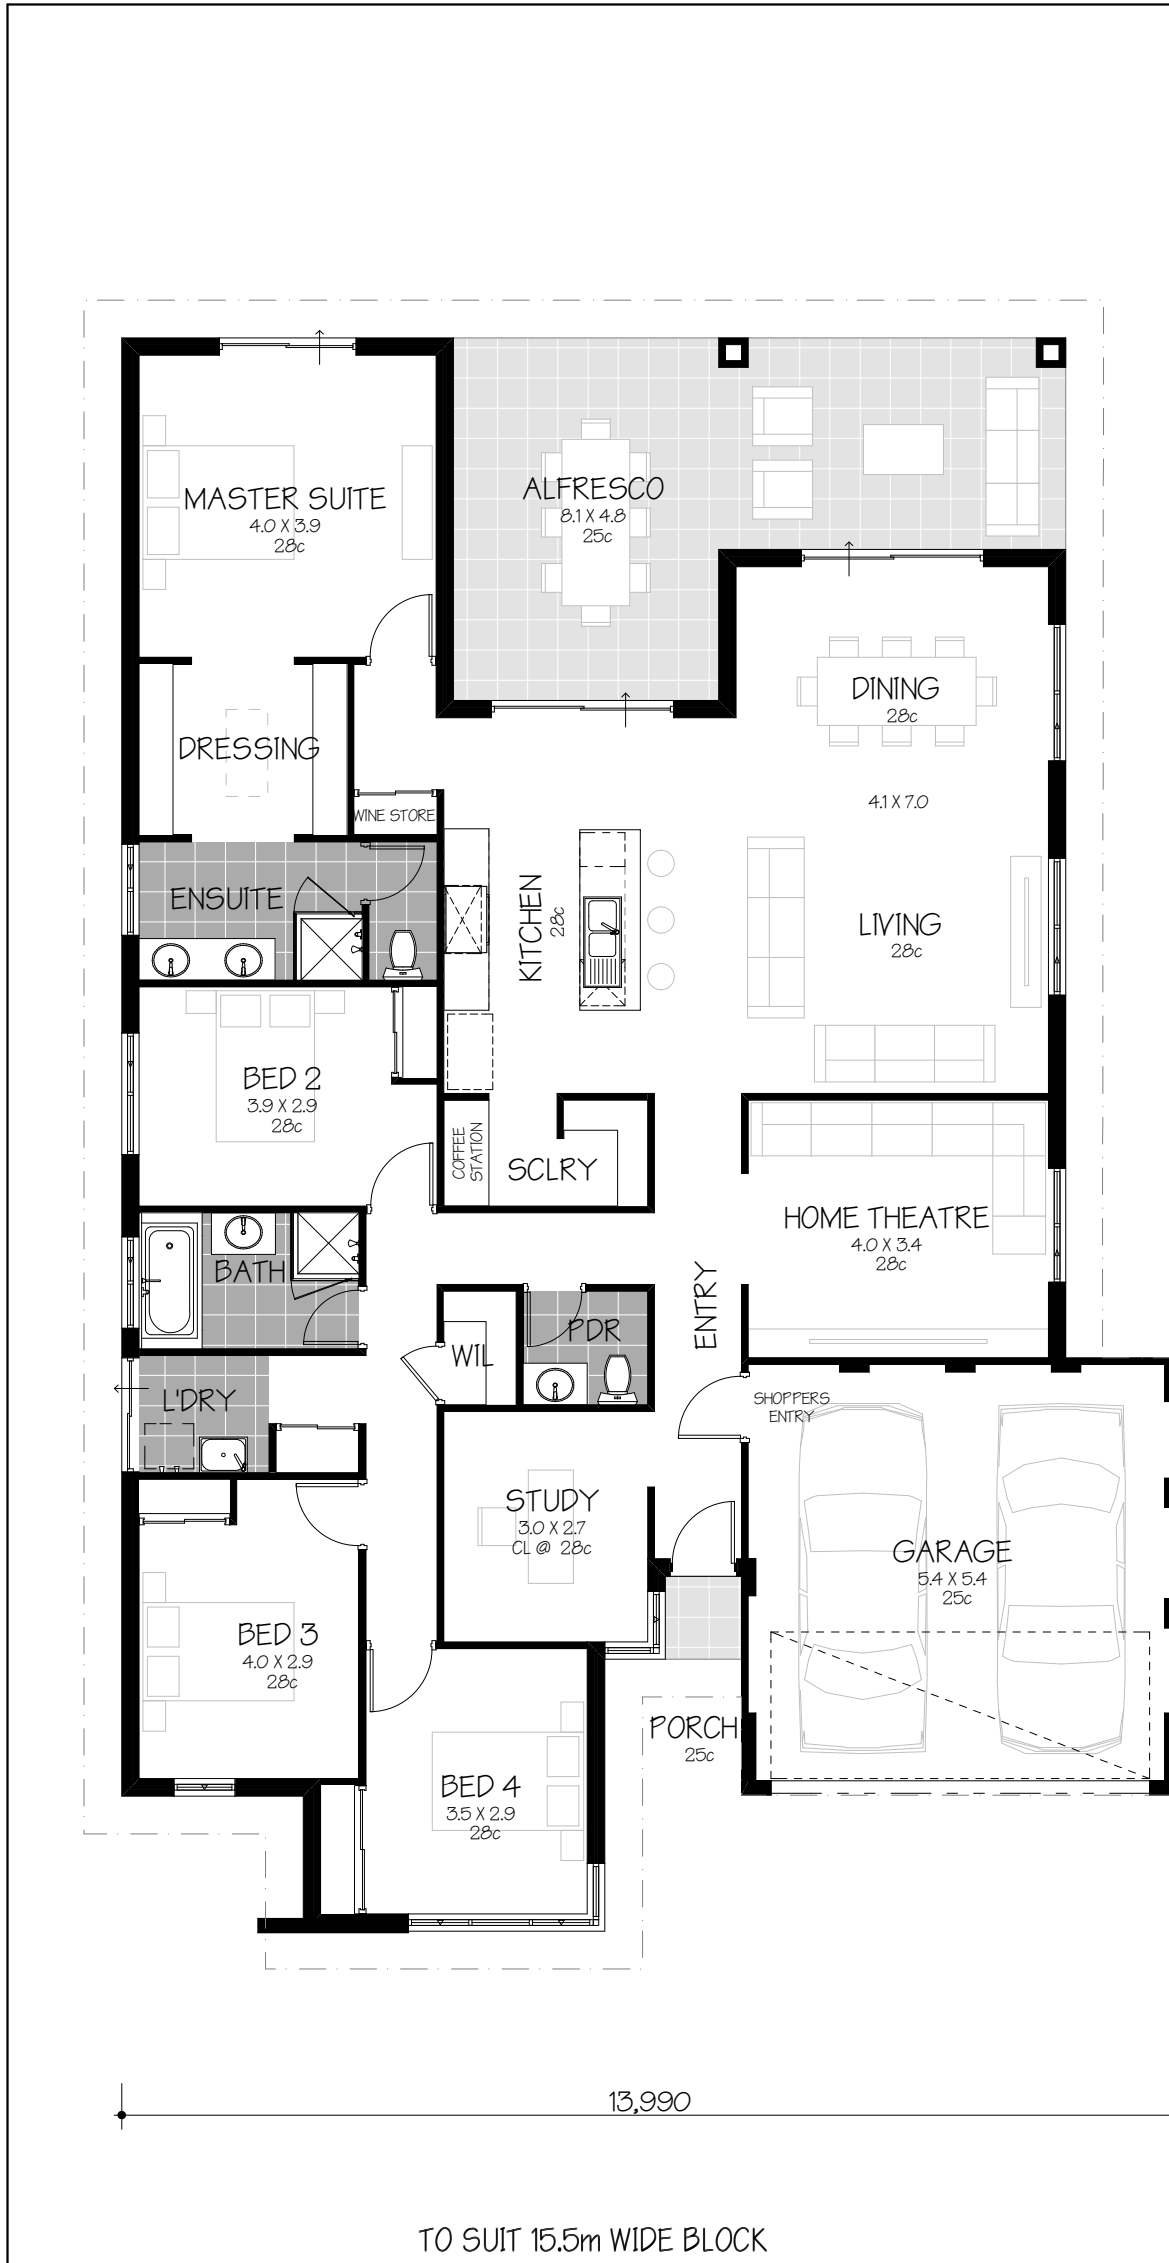 MASTER SUITE
4.0 X 3.9
28c
ALFRESCO
8.1 X 4.8
25c
DINING
28c
4.1 X 7.0
DRESSING
WINE STORE
ENSUITE
KITCHEN
28c
LIVING
28c
BED 2
3.9 X 2.9
28c
COFFEE
STATION
SCLRY
HOME THEATRE
4.0 X 3.4
28c
BATH
ENTRY
PDR
WIL
L'DRY
SHOPPERS
ENTRY
STUDY
3.0 X 2.7
CL @ 28c
GARAGE
5.4 X 5.4
25c
BED 3
4.0 X 2.9
28c
PORCH
25c
BED 4
3.5 X 2.9
28c
13,990
TO SUIT 15.5m WIDE BLOCK